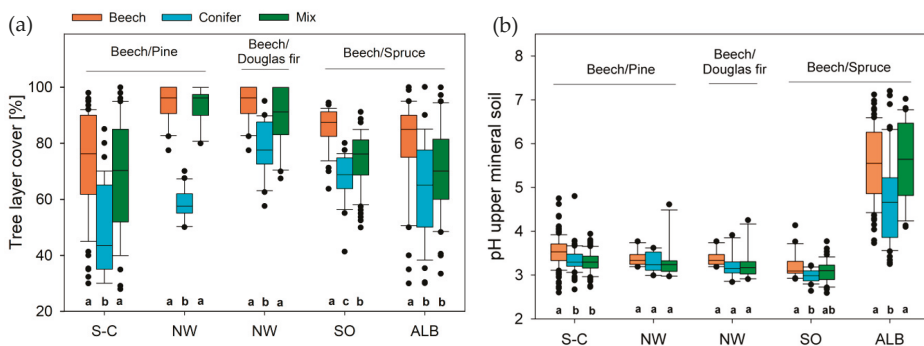 (a)
Beech Conifer Mix
Beech/Pine
Beech/
Douglas fir
Beech/Spruce
Tree layer cover [%]
100
80
60
40
20
a b a a b a a b a a c b a b b
S-C NW NW SO ALB
(b)
Beech/Pine
Beech/
Douglas fir
Beech/Spruce
pH upper mineral soil
7
6
5
4
3
2
a b b a a a a a a a b ab a b a
S-C NW NW SO ALB